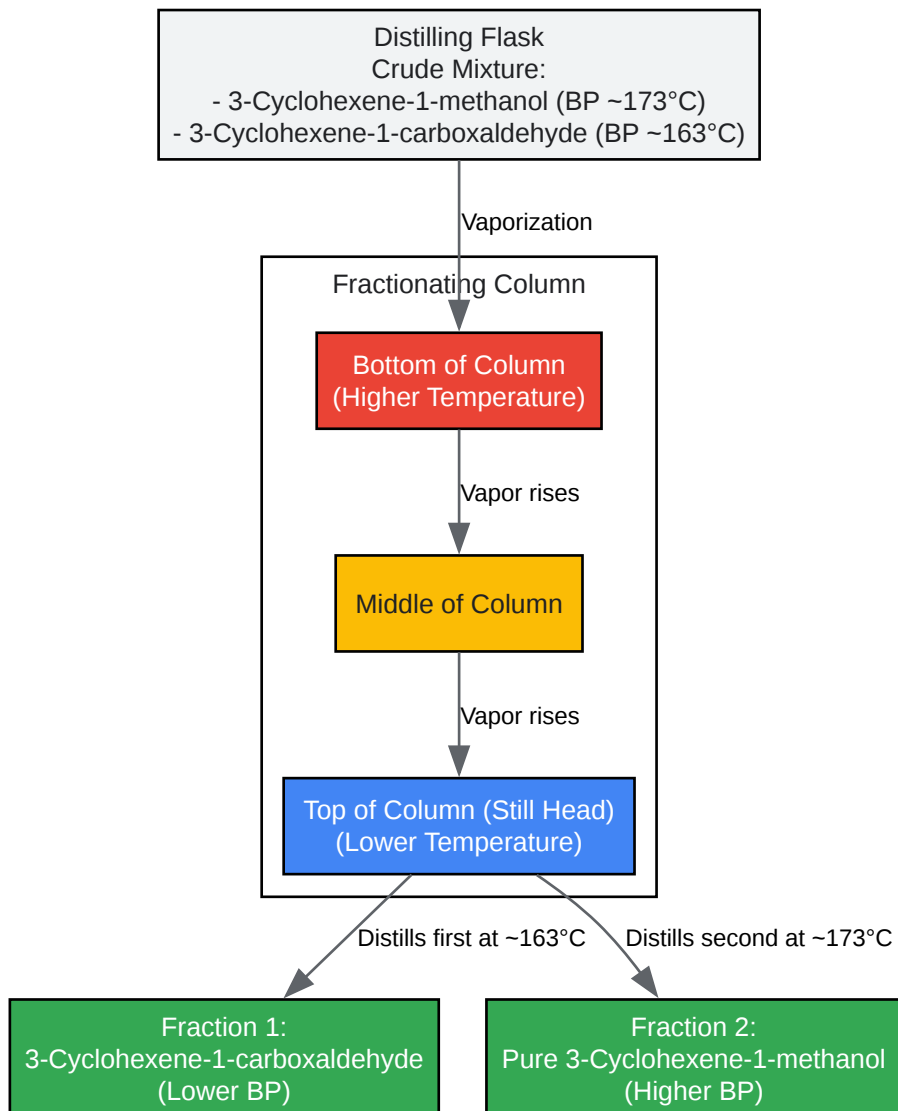 Distilling Flask
Crude Mixture:
- 3-Cyclohexene-1-methanol (BP ~173°C)
- 3-Cyclohexene-1-carboxaldehyde (BP ~163°C)
Vaporization
Fractionating Column
Bottom of Column
(Higher Temperature)
Vapor rises
Middle of Column
Vapor rises
Top of Column (Still Head)
(Lower Temperature)
Distills first at ~163°C
Distills second at ~173°C
Fraction 1:
3-Cyclohexene-1-carboxaldehyde
(Lower BP)
Fraction 2:
Pure 3-Cyclohexene-1-methanol
(Higher BP)